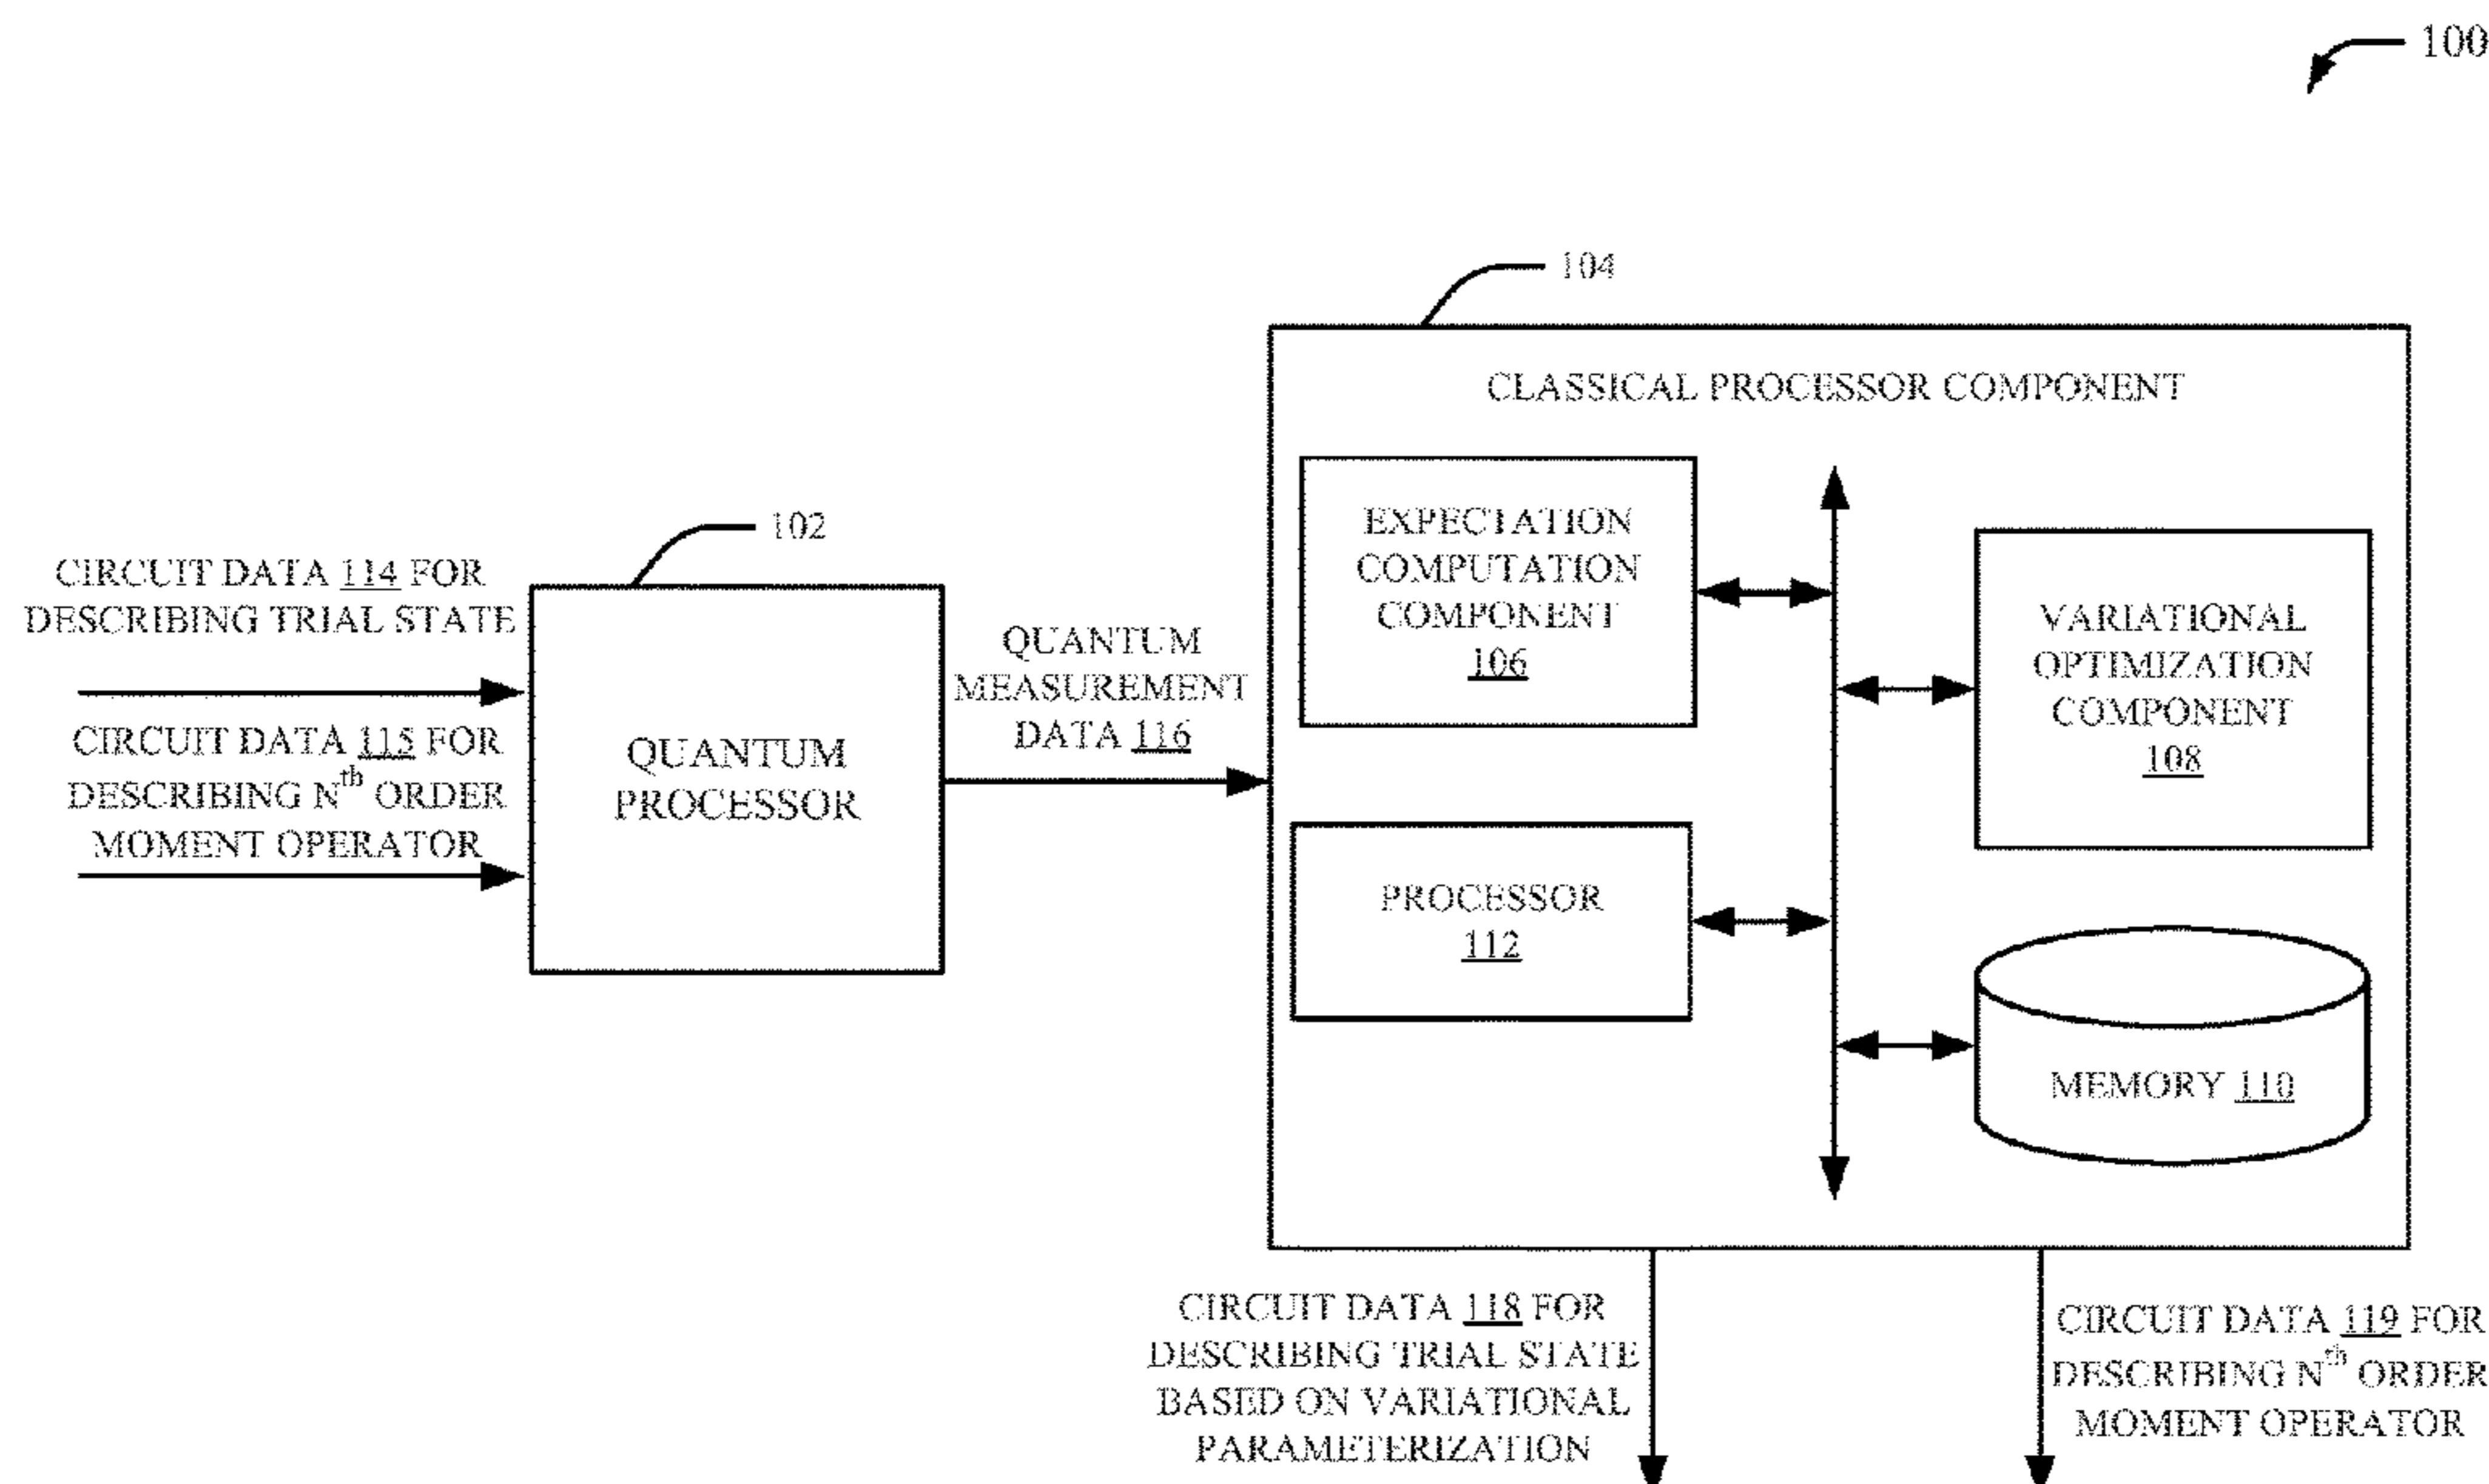 100
104
CLASSICAL PROCESSOR COMPONENT
102
CIRCUIT DATA 114 FOR
DESCRIBING TRIAL STATE
CIRCUIT DATA 115 FOR
DESCRIBING Nth ORDER
MOMENT OPERATOR
QUANTUM
PROCESSOR
QUANTUM
MEASUREMENT
DATA 116
EXPECTATION
COMPUTATION
COMPONENT
106
VARIATIONAL
OPTIMIZATION
COMPONENT
108
PROCESSOR
112
MEMORY 110
CIRCUIT DATA 118 FOR
DESCRIBING TRIAL STATE
BASED ON VARIATIONAL
PARAMETERIZATION
CIRCUIT DATA 119 FOR
DESCRIBING Nth ORDER
MOMENT OPERATOR